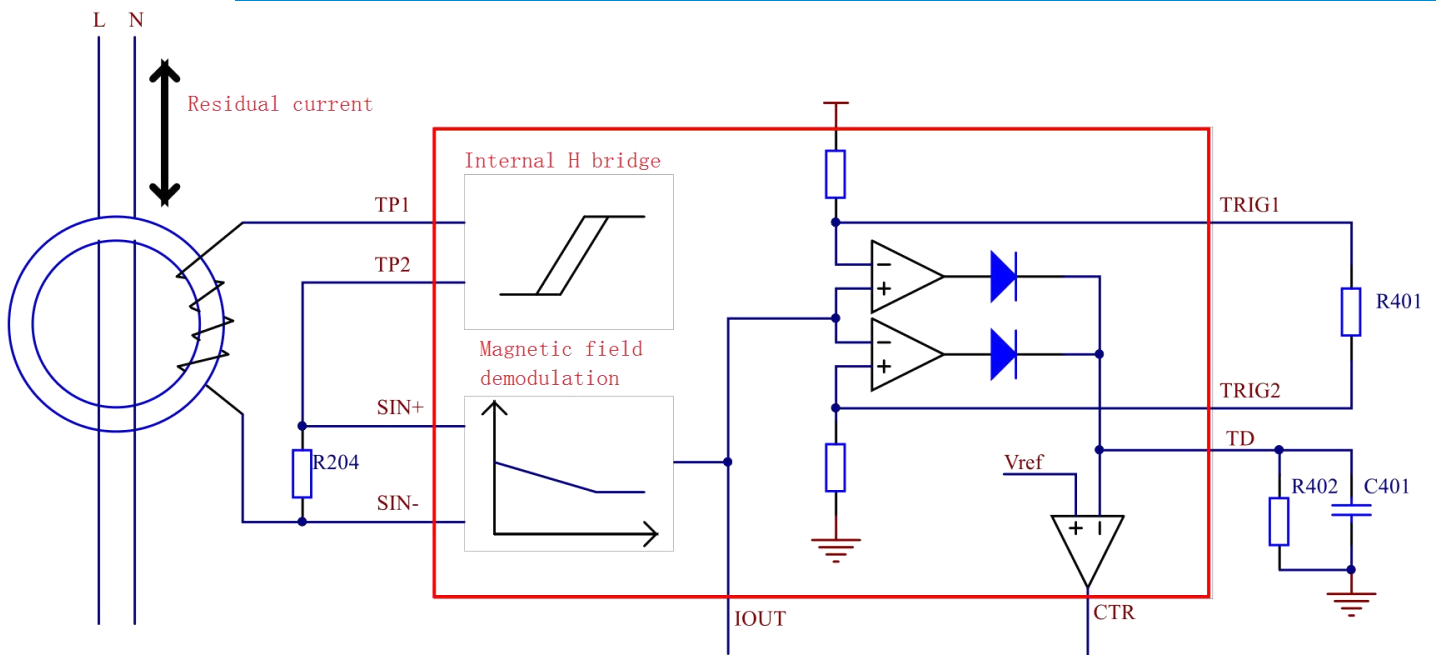 L N
Residual current
Internal H bridge
TP1
TRIG1
TP2
R401
Magnetic field
demodulation
TRIG2
SIN+
TD
R204
Vref
R402 C401
SIN-
IOUT
CTR